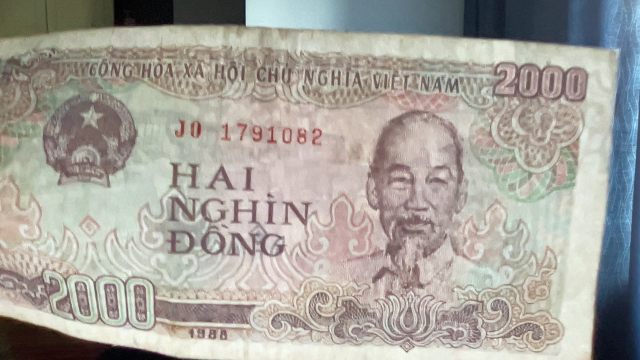 CỘNG HÒA XÃ HỘI CHỦ NGHĨA VIỆT NAM
2000
JO 1791082
HAI
NGHÌN
ĐỒNG
2000
1988